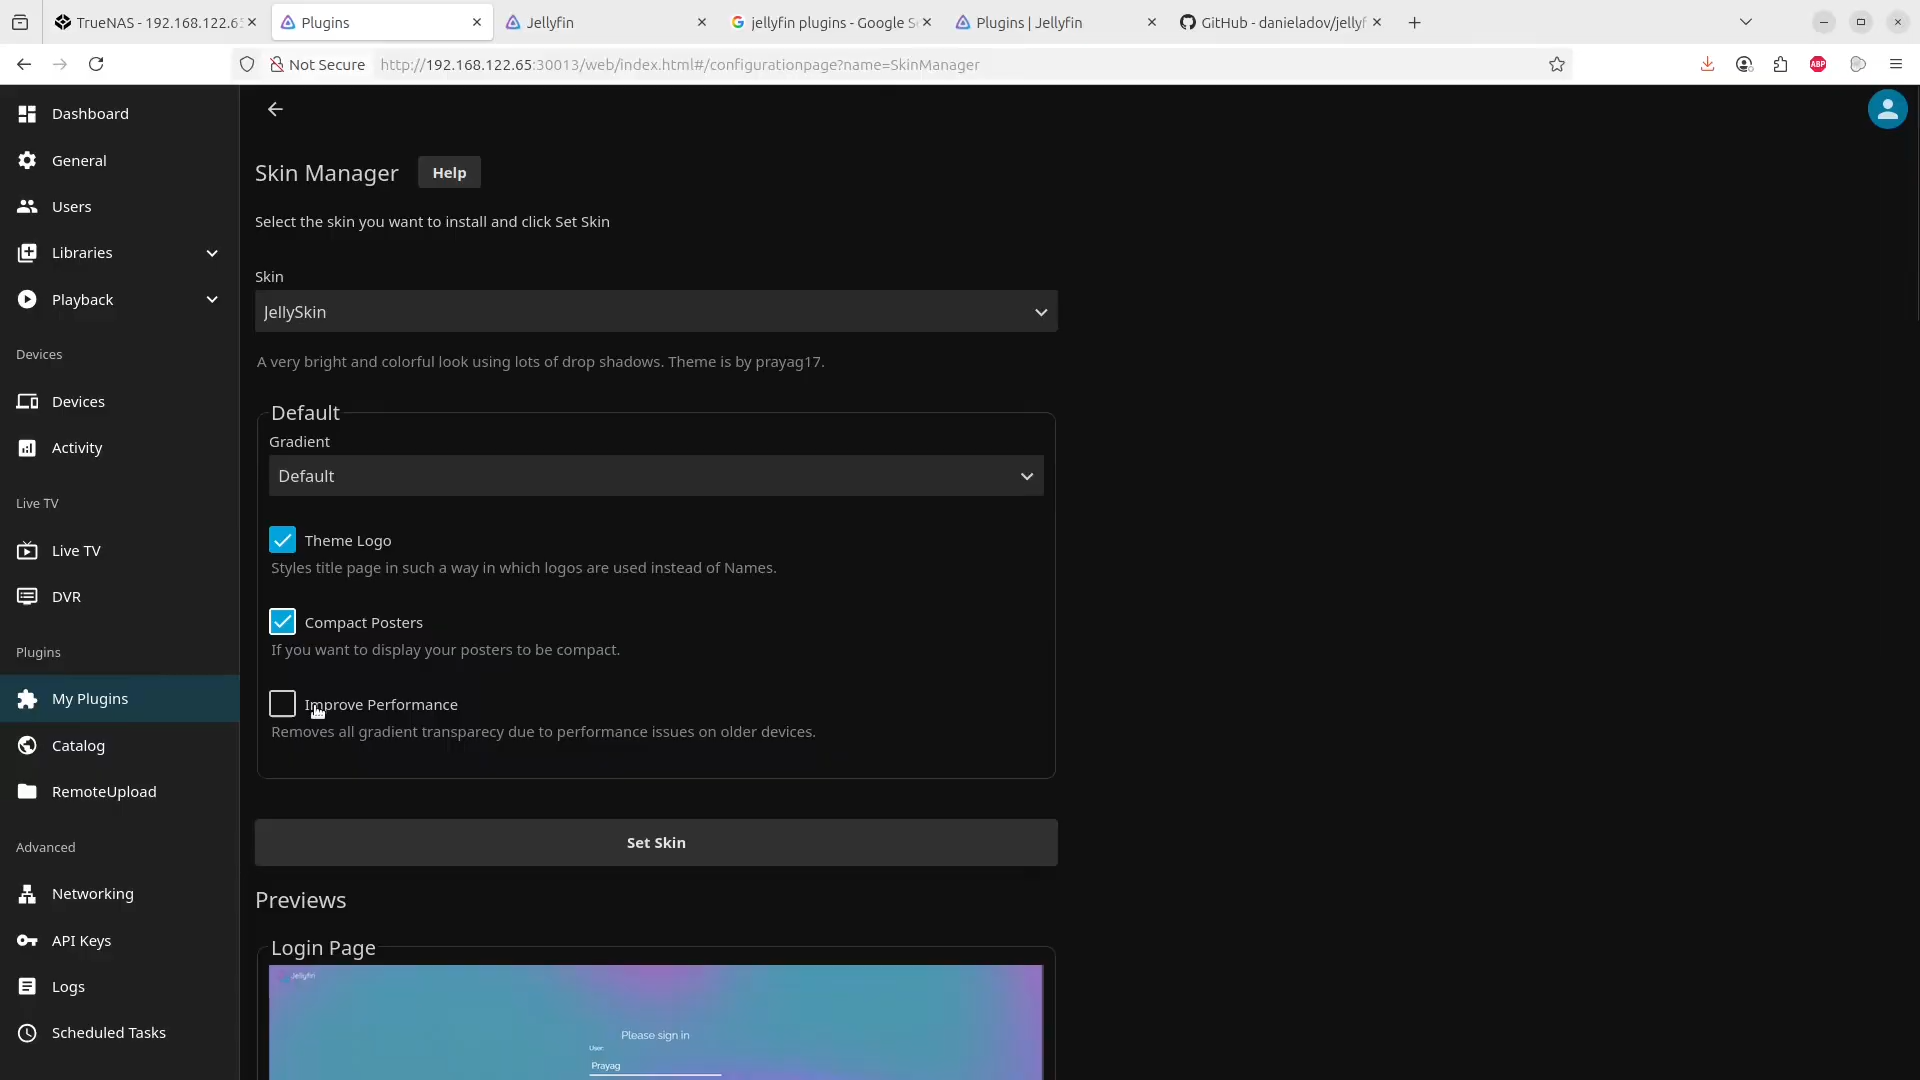 TrueNAS - 192.168.122.6
Plugins
Jellyfin
jellyfin plugins - Google S
Plugins | Jellyfin
GitHub - danieladov/jellyf
Not Secure
http://192.168.122.65:30013/web/index.html#/configurationpage?name=SkinManager
ABP
Dashboard
General
Users
Libraries
Playback
Devices
Devices
Activity
Live TV
Live TV
DVR
Plugins
My Plugins
Catalog
RemoteUpload
Advanced
Networking
API Keys
Logs
Scheduled Tasks
Skin Manager
Help
Select the skin you want to install and click Set Skin
Skin
JellySkin
A very bright and colorful look using lots of drop shadows. Theme is by prayag17.
Default
Gradient
Default
Theme Logo
Styles title page in such a way in which logos are used instead of Names.
Compact Posters
If you want to display your posters to be compact.
Improve Performance
Removes all gradient transparecy due to performance issues on older devices.
Set Skin
Previews
Login Page
Jellyfin
Please sign in
User:
Prayag